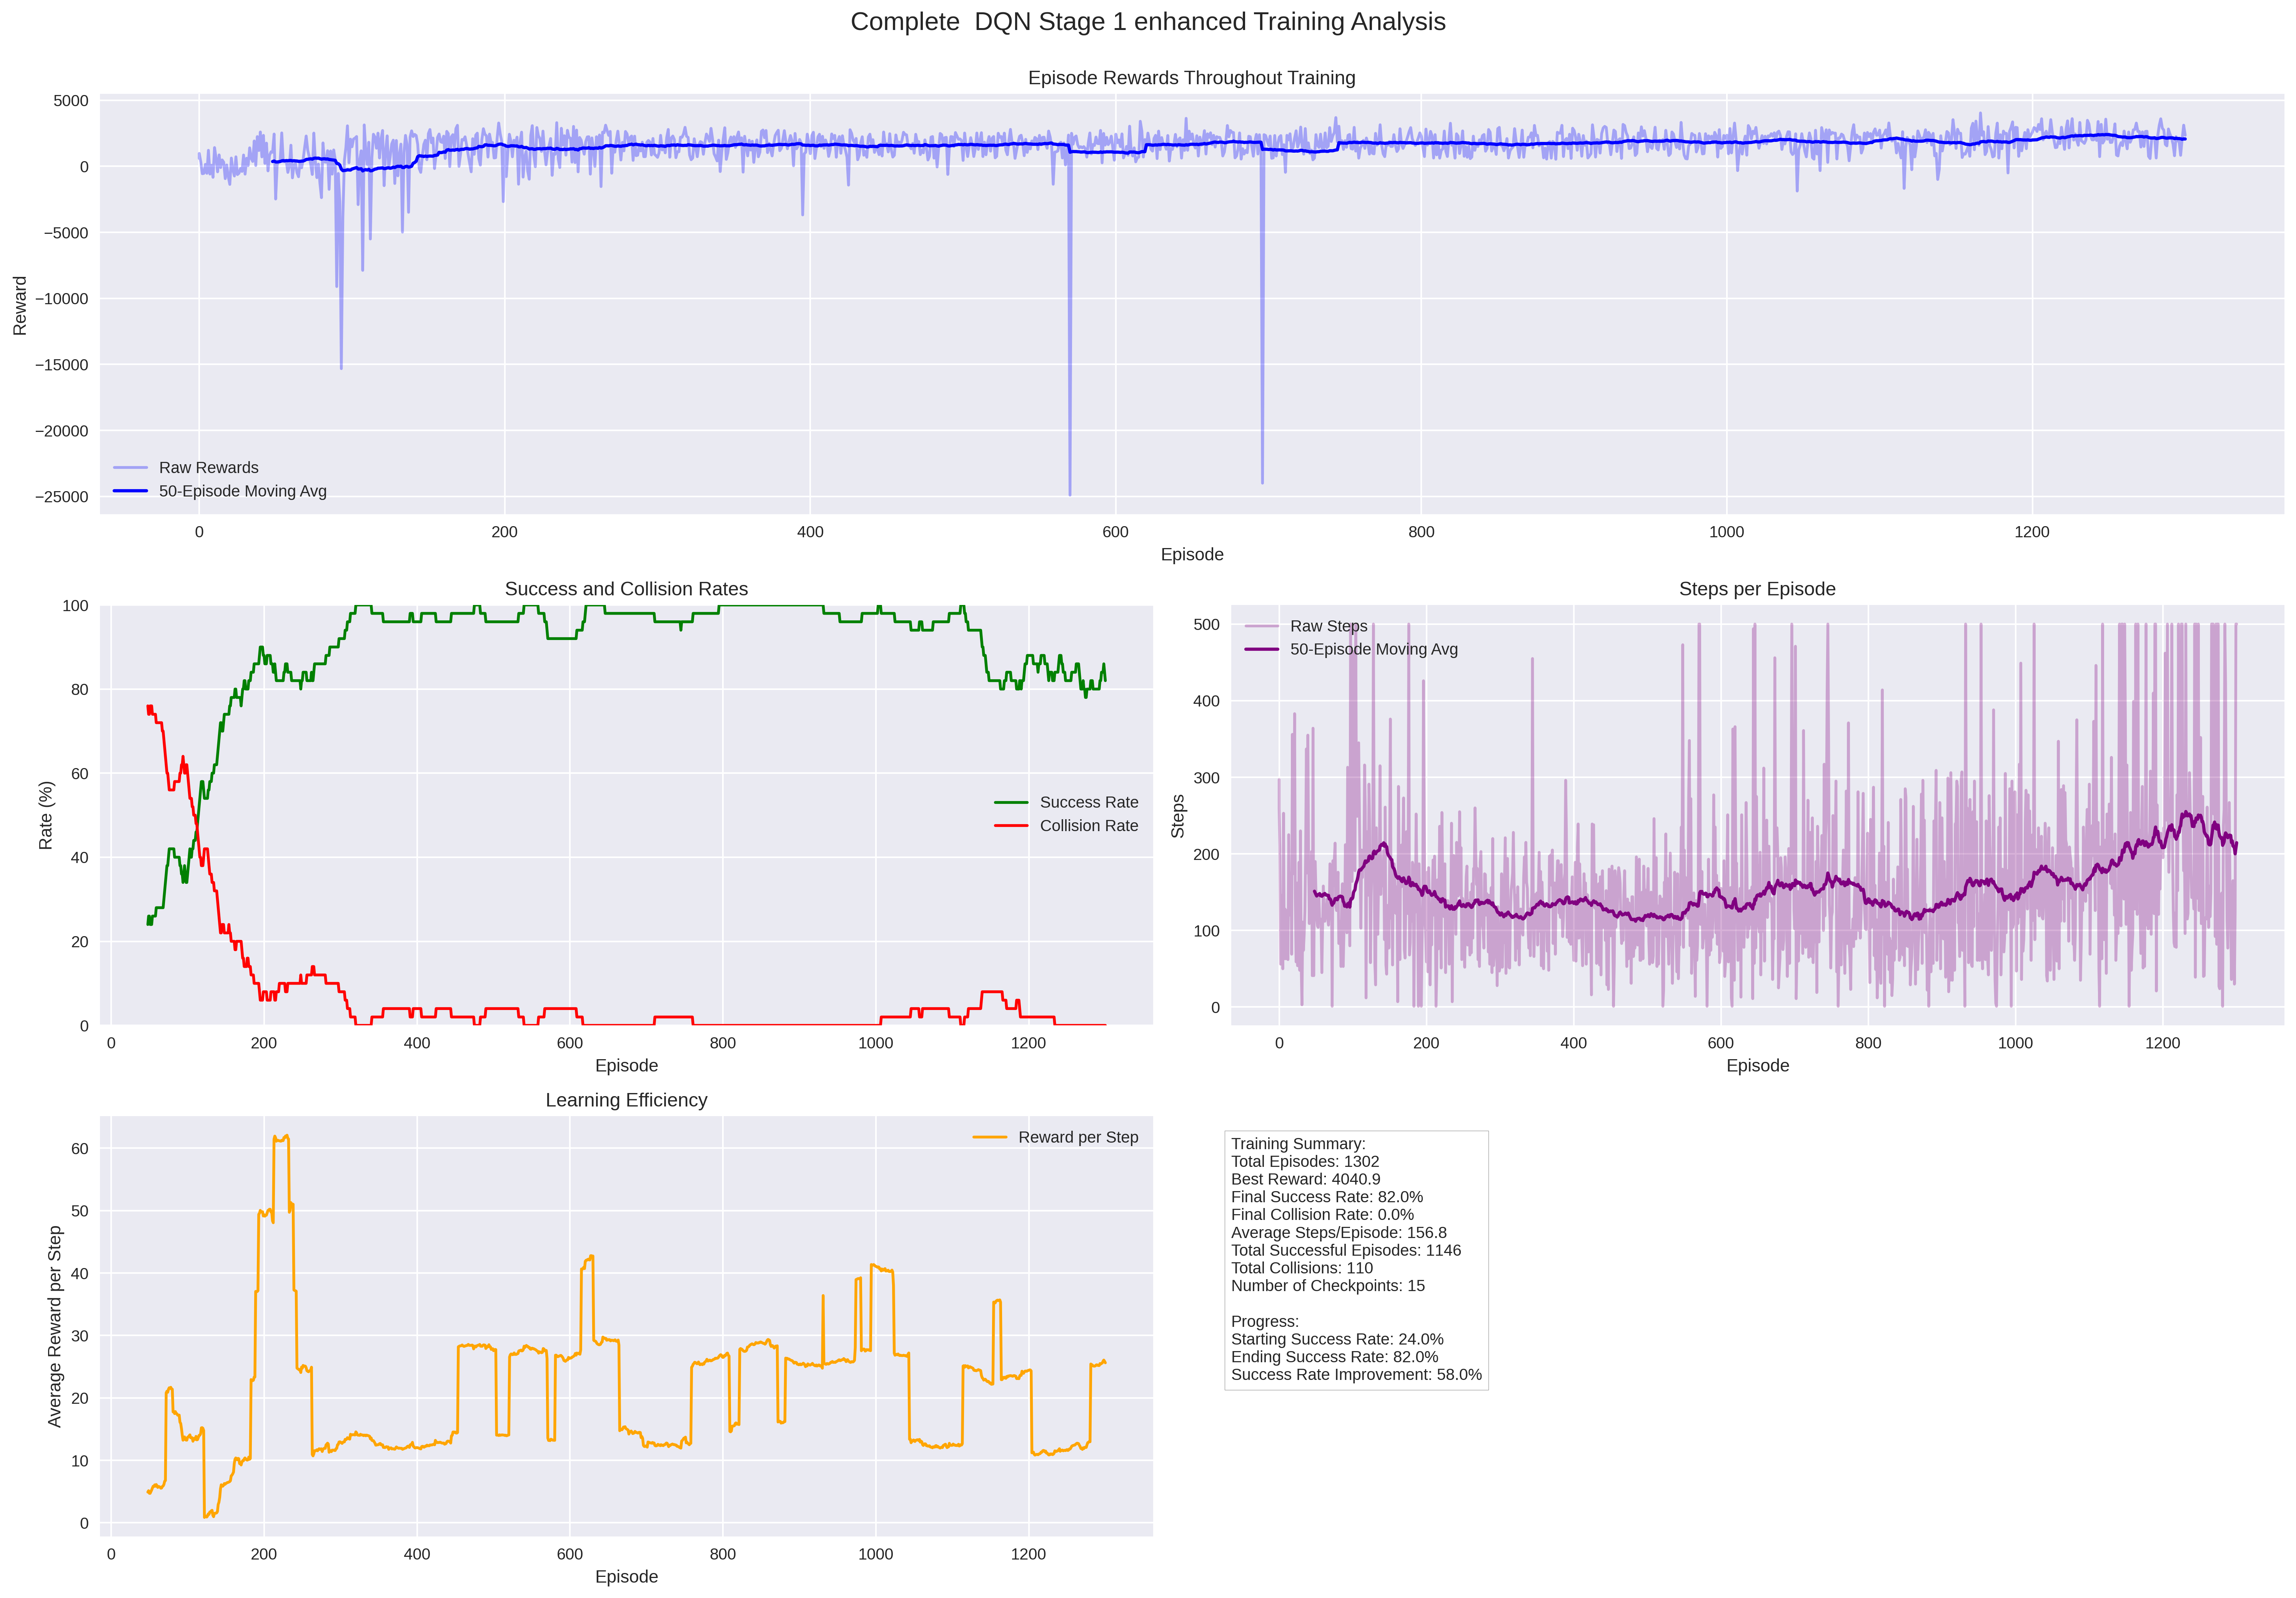 Complete  DQN Stage 1 enhanced Training Analysis
Episode Rewards Throughout Training
5000
0
−5000
−10000
−15000
−20000
−25000
Reward
Raw Rewards
50-Episode Moving Avg
0 200 400 600 800 1000 1200
Episode
Success and Collision Rates
100
80
60
40
20
0
Rate (%)
Success Rate
Collision Rate
0 200 400 600 800 1000 1200
Episode
Steps per Episode
500
400
300
200
100
0
Steps
Raw Steps
50-Episode Moving Avg
0 200 400 600 800 1000 1200
Episode
Learning Efficiency
60
50
40
30
20
10
0
Average Reward per Step
Reward per Step
0 200 400 600 800 1000 1200
Episode
Training Summary:
Total Episodes: 1302
Best Reward: 4040.9
Final Success Rate: 82.0%
Final Collision Rate: 0.0%
Average Steps/Episode: 156.8
Total Successful Episodes: 1146
Total Collisions: 110
Number of Checkpoints: 15
Progress:
Starting Success Rate: 24.0%
Ending Success Rate: 82.0%
Success Rate Improvement: 58.0%